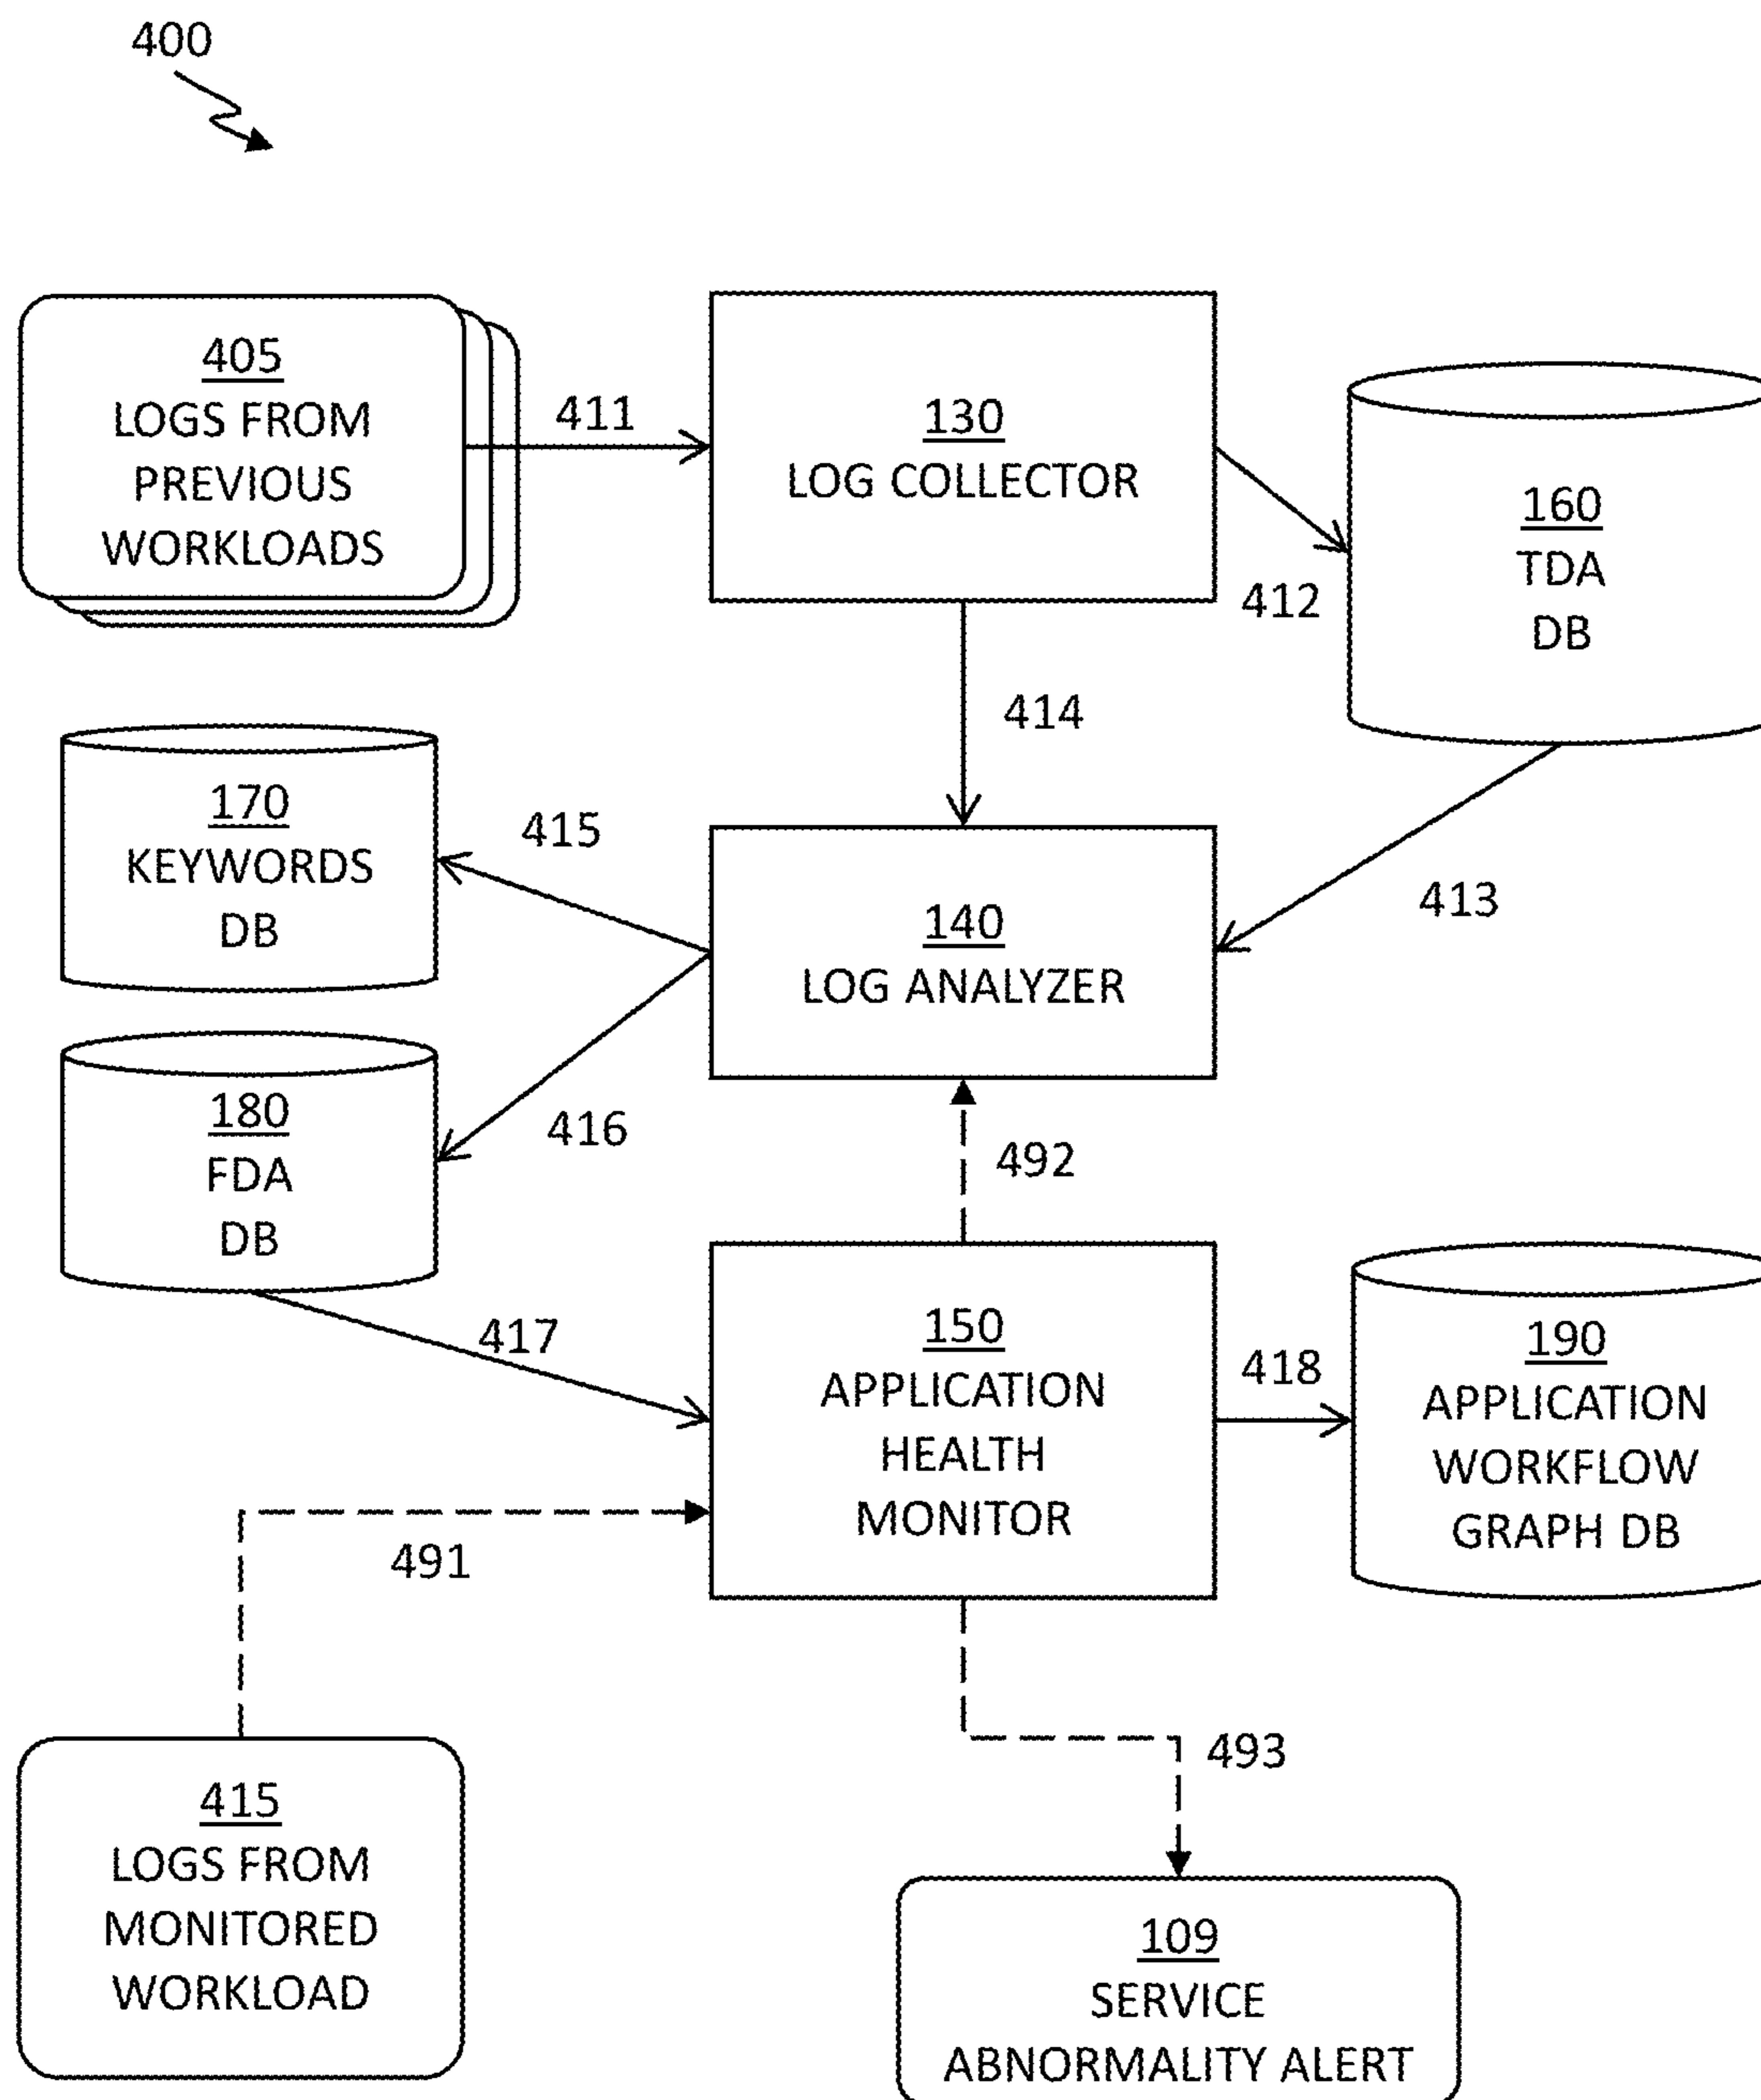 400
405
LOGS FROM
PREVIOUS
WORKLOADS
411
130
LOG COLLECTOR
412
160
TDA
DB
414
413
170
KEYWORDS
DB
415
140
LOG ANALYZER
180
FDA
DB
416
492
417
150
APPLICATION
HEALTH
MONITOR
418
190
APPLICATION
WORKFLOW
GRAPH DB
491
415
LOGS FROM
MONITORED
WORKLOAD
493
109
SERVICE
ABNORMALITY ALERT